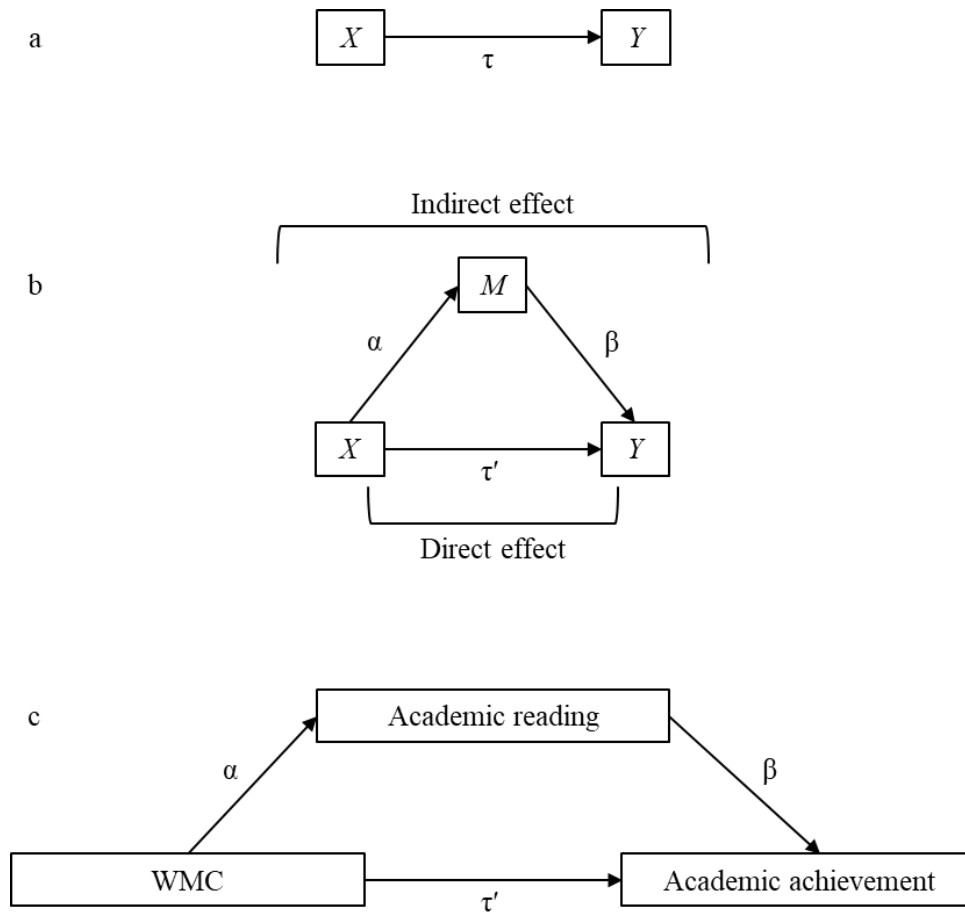 a
X
Y
τ
Indirect effect
b
M
α
β
X
Y
τ′
Direct effect
c
Academic reading
α
β
WMC
Academic achievement
τ′